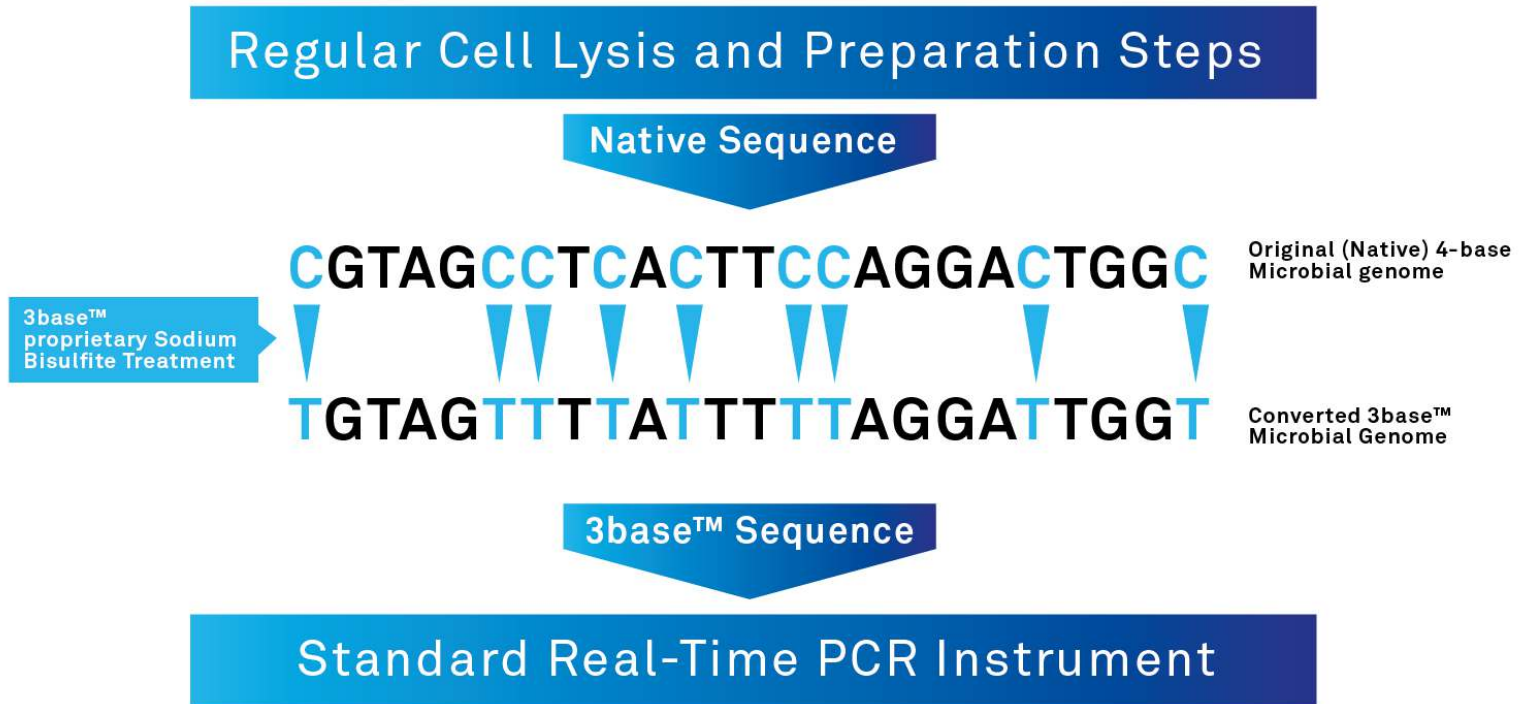 Regular Cell Lysis and Preparation Steps
Native Sequence
CGTAGCCTCACTTCCAGGACTGGC
Original (Native) 4-base
Microbial genome
3base™
proprietary Sodium
Bisulfite Treatment
TGTAGTTTTATTTTTAGGATTGGT
Converted 3base™
Microbial Genome
3base™ Sequence
Standard Real-Time PCR Instrument